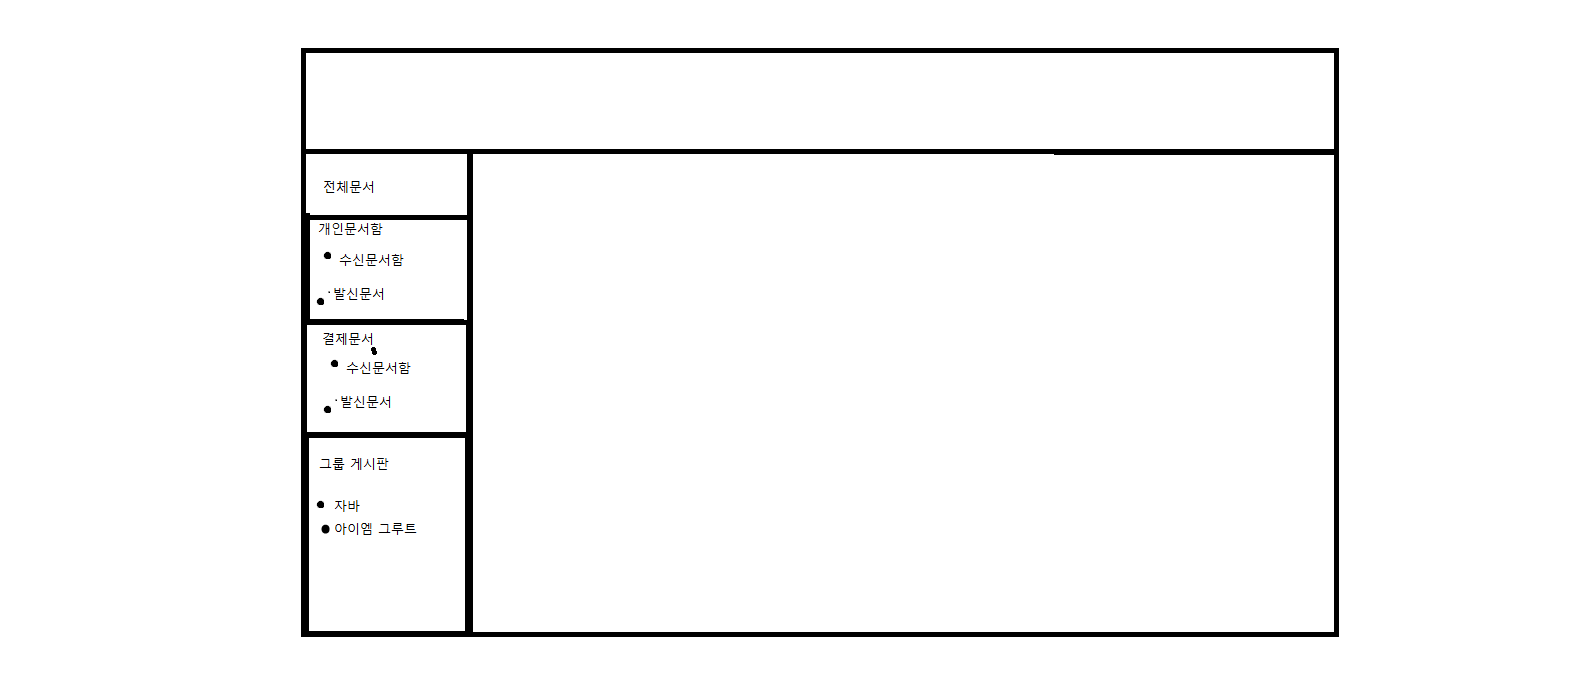 전체문서
개인문서함
수신문서함
발신문서
결제문서
수신문서함
발신문서
그룹 게시판
자바
아이엠 그루트